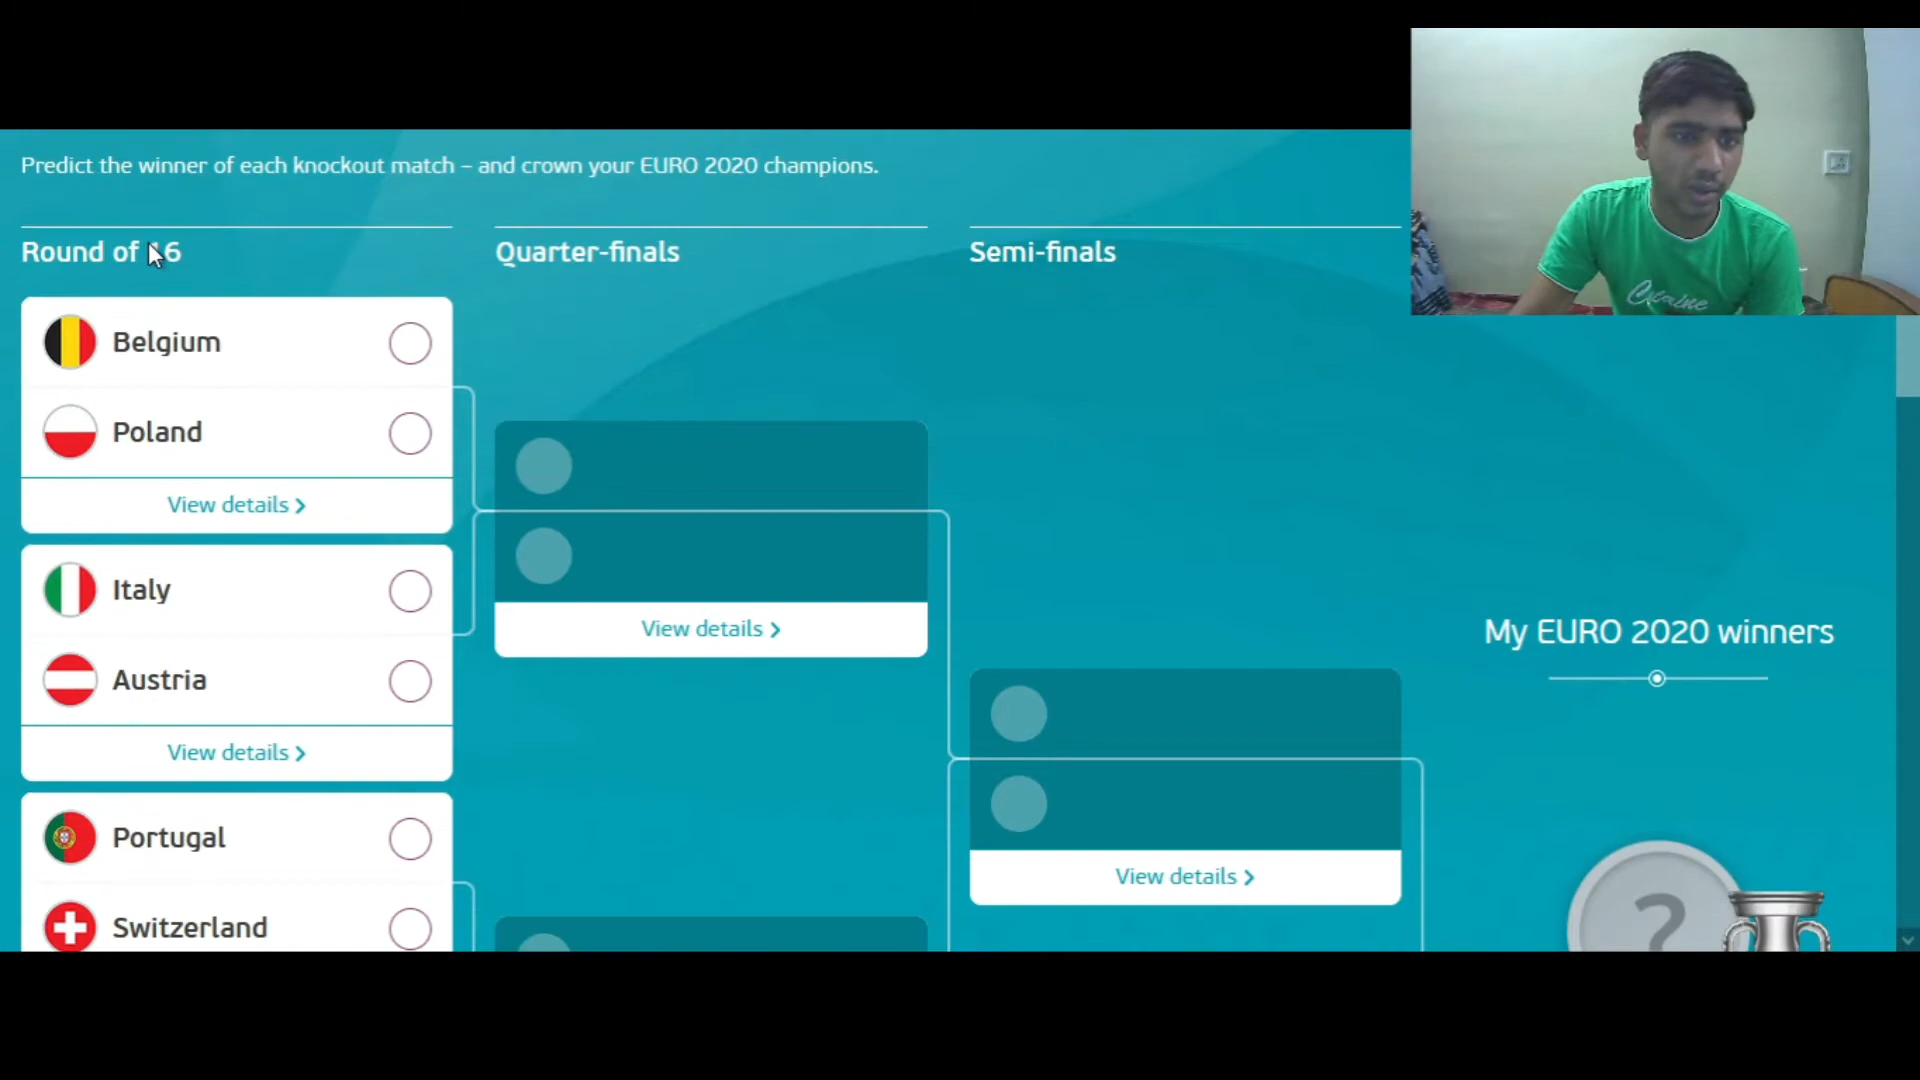 Predict the winner of each knockout match – and crown your EURO 2020 champions.
Round of 16
Quarter-finals
Semi-finals
Belgium
Poland
View details
Italy
Austria
View details
Portugal
Switzerland
View details
View details
My EURO 2020 winners
?
Cocaine